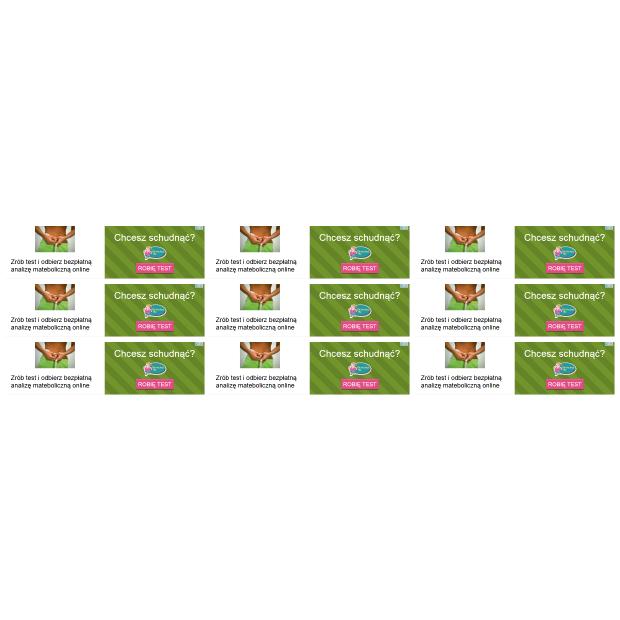 Chcesz schudnąć?
ROBIĘ TEST
Zrób test i odbierz bezpłatną
analizę mateboliczną online
Chcesz schudnąć?
ROBIĘ TEST
Zrób test i odbierz bezpłatną
analizę mateboliczną online
Chcesz schudnąć?
ROBIĘ TEST
Zrób test i odbierz bezpłatną
analizę mateboliczną online
Chcesz schudnąć?
ROBIĘ TEST
Zrób test i odbierz bezpłatną
analizę mateboliczną online
Chcesz schudnąć?
ROBIĘ TEST
Zrób test i odbierz bezpłatną
analizę mateboliczną online
Chcesz schudnąć?
ROBIĘ TEST
Zrób test i odbierz bezpłatną
analizę mateboliczną online
Chcesz schudnąć?
ROBIĘ TEST
Zrób test i odbierz bezpłatną
analizę mateboliczną online
Chcesz schudnąć?
ROBIĘ TEST
Zrób test i odbierz bezpłatną
analizę mateboliczną online
Chcesz schudnąć?
ROBIĘ TEST
Zrób test i odbierz bezpłatną
analizę mateboliczną online